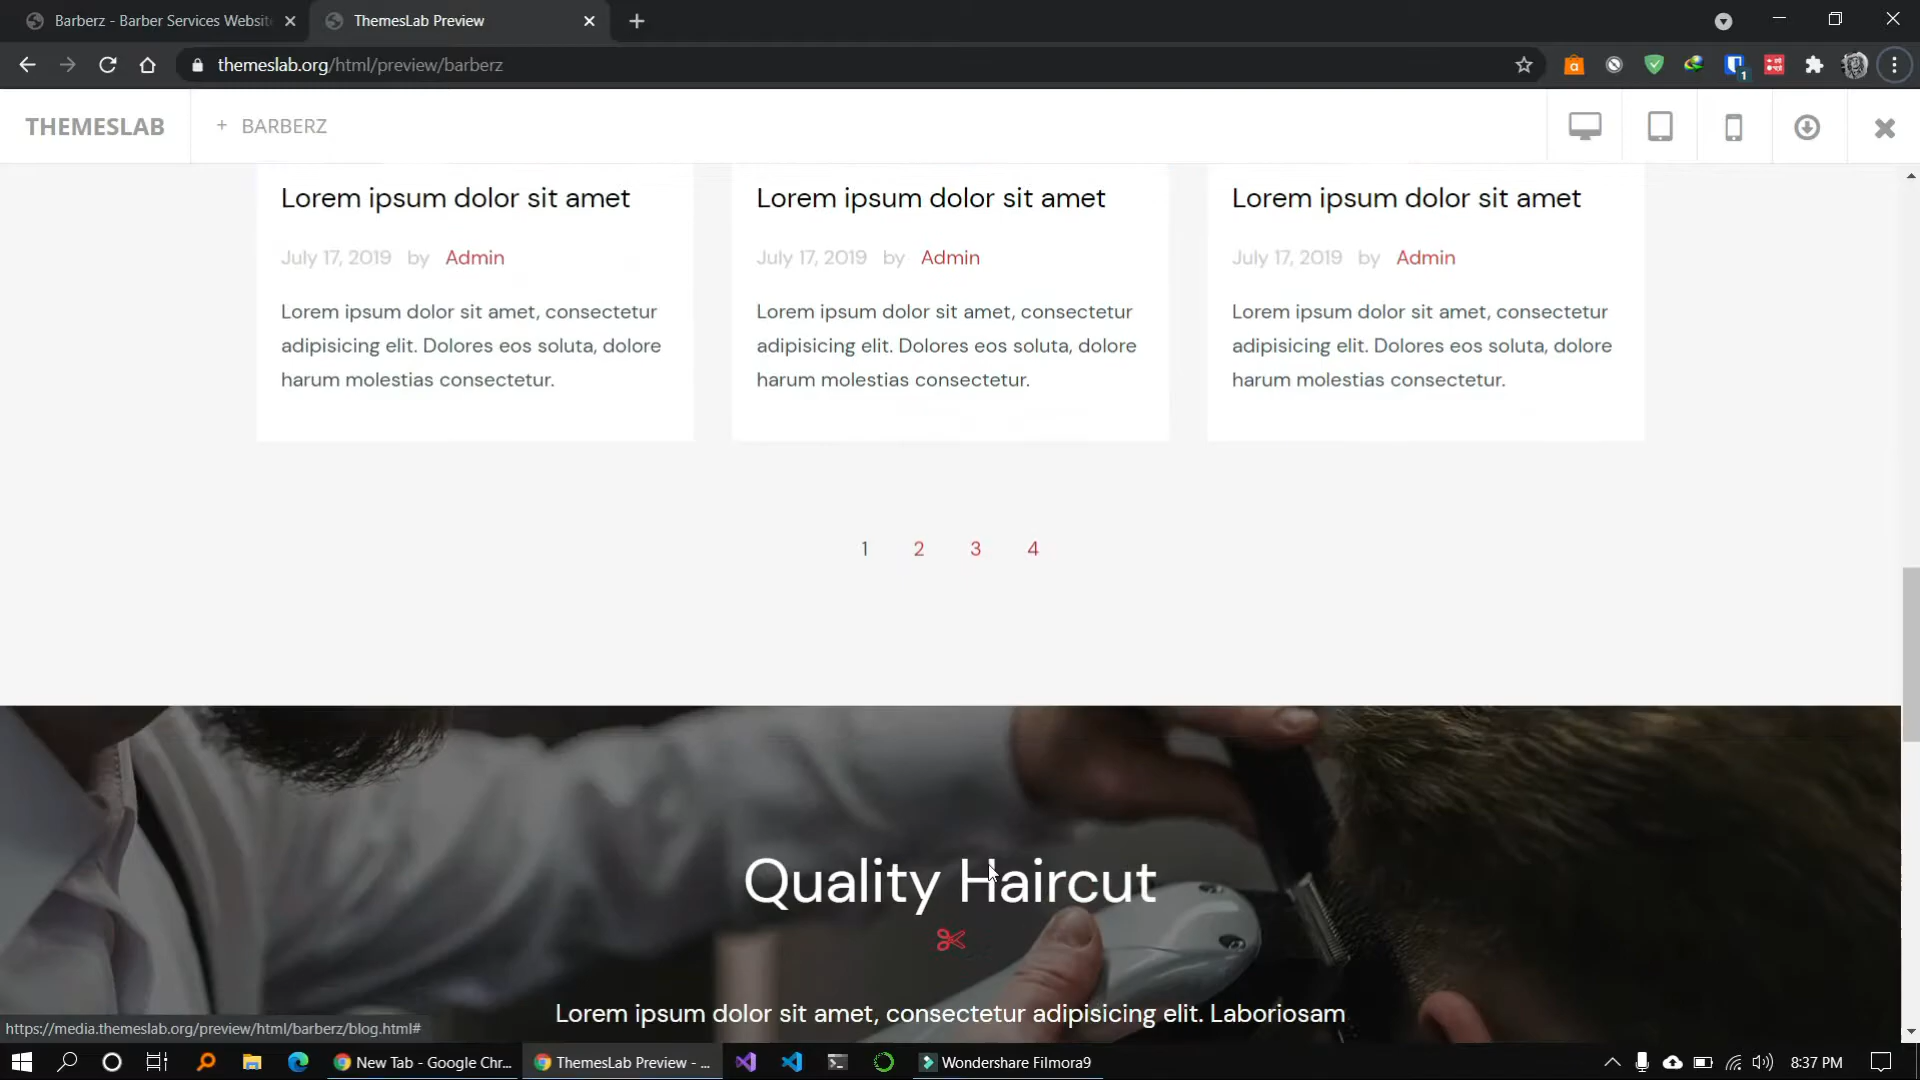 Barberz - Barber Services Website
ThemesLab Preview
themeslab.org/html/preview/barberz
1
THEMESLAB
+ BARBERZ
Lorem ipsum dolor sit amet
July 17, 2019 by Admin
Lorem ipsum dolor sit amet, consectetur
adipisicing elit. Dolores eos soluta, dolore
harum molestias consectetur.
Lorem ipsum dolor sit amet
July 17, 2019 by Admin
Lorem ipsum dolor sit amet, consectetur
adipisicing elit. Dolores eos soluta, dolore
harum molestias consectetur.
Lorem ipsum dolor sit amet
July 17, 2019 by Admin
Lorem ipsum dolor sit amet, consectetur
adipisicing elit. Dolores eos soluta, dolore
harum molestias consectetur.
1 2 3 4
Quality Haircut
Lorem ipsum dolor sit amet, consectetur adipisicing elit. Laboriosam
https://media.themeslab.org/preview/html/barberz/blog.html#
New Tab - Google Chr...
ThemesLab Preview - ...
Wondershare Filmora9
8:37 PM